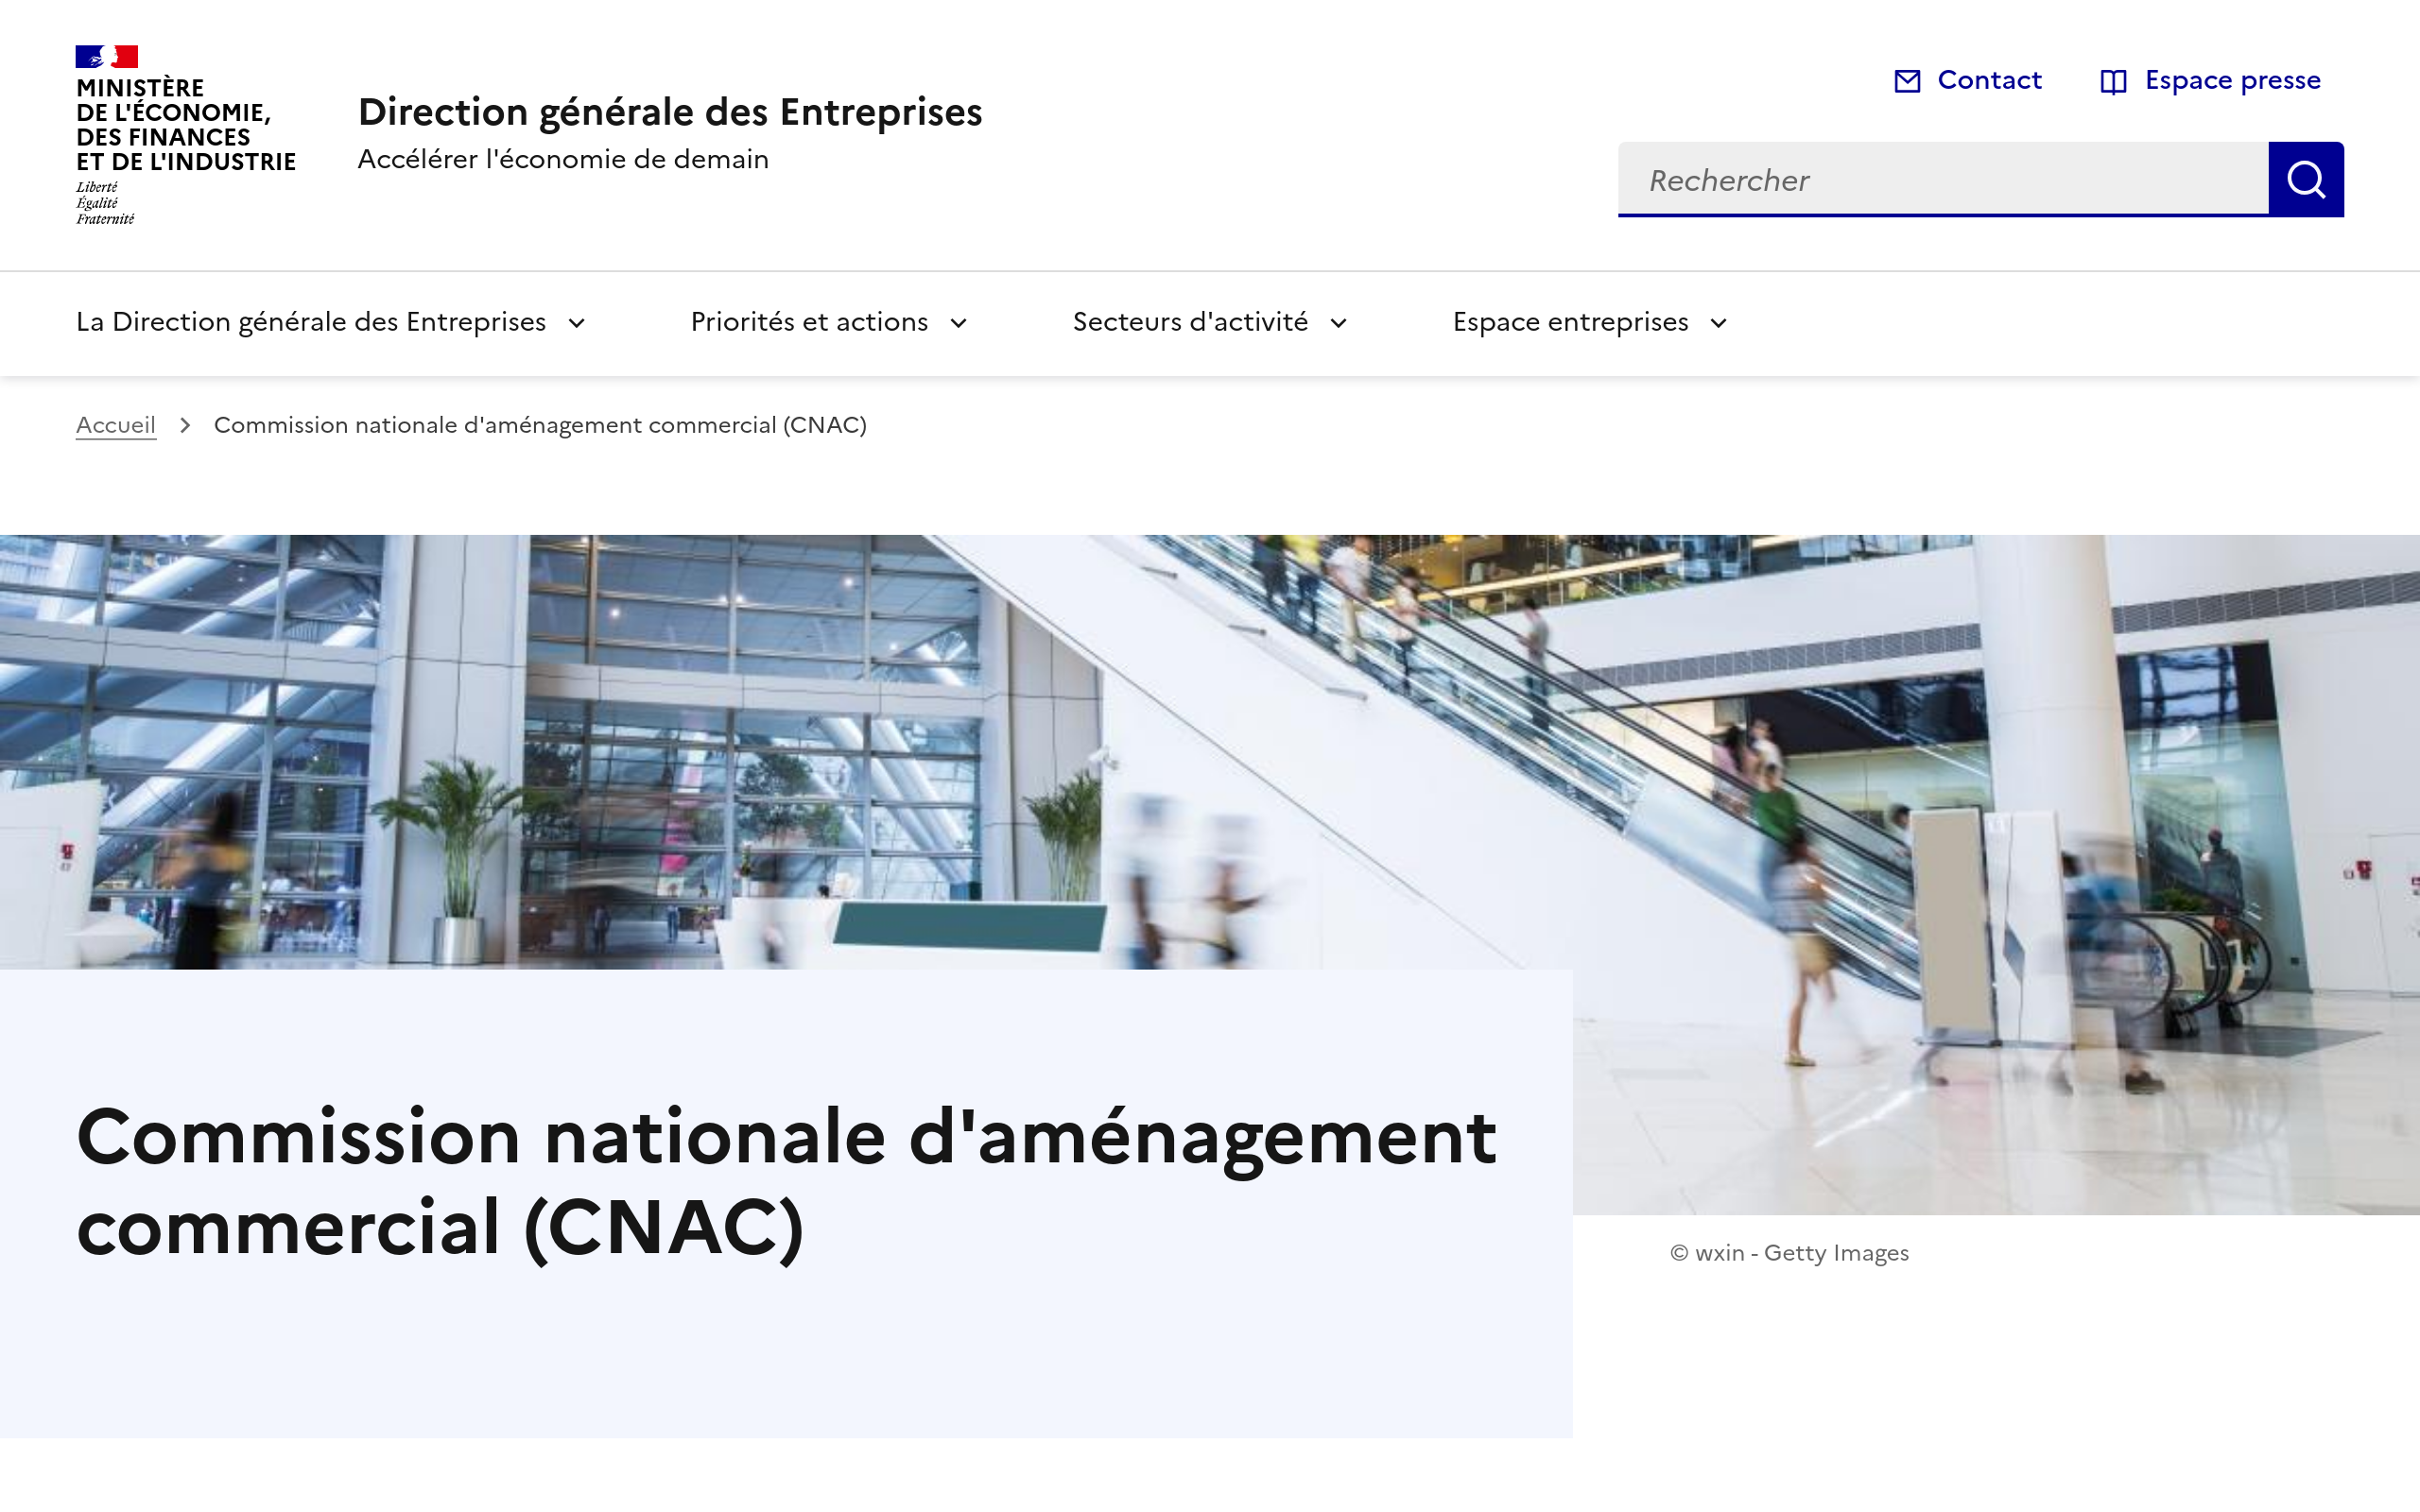 MINISTÈRE
DE L'ÉCONOMIE,
DES FINANCES
ET DE L'INDUSTRIE
Liberté
Égalité
Fraternité
Direction générale des Entreprises
Accélérer l'économie de demain
Contact
Espace presse
Rechercher
La Direction générale des Entreprises
Priorités et actions
Secteurs d'activité
Espace entreprises
Accueil
Commission nationale d'aménagement commercial (CNAC)
Commission nationale d'aménagement
commercial (CNAC)
© wxin - Getty Images